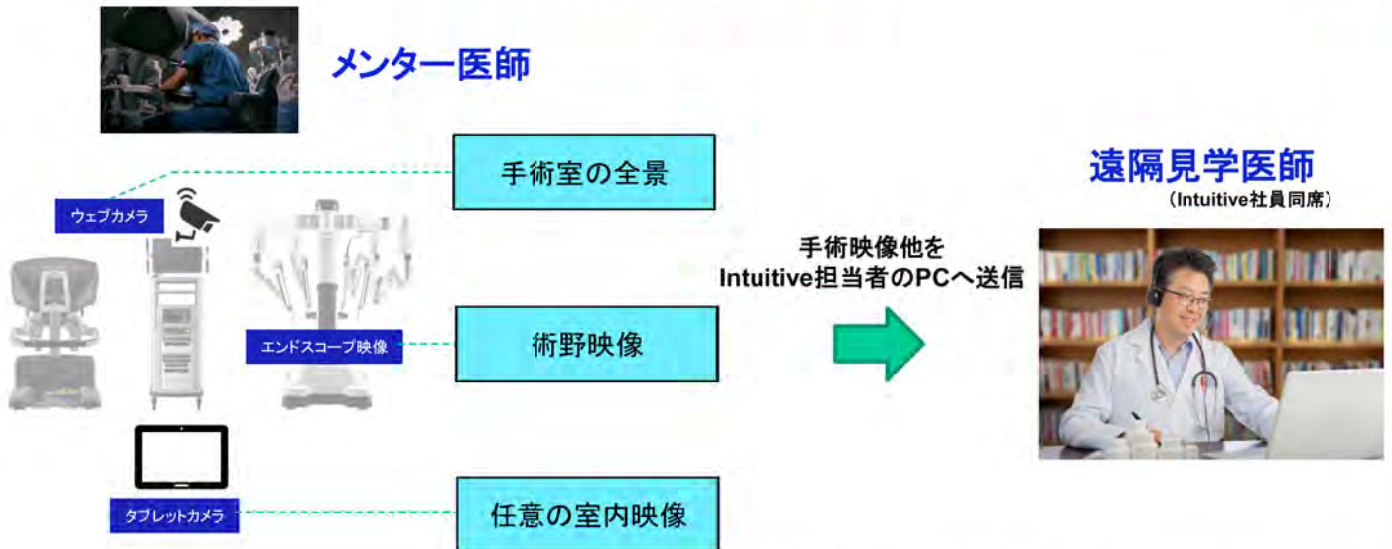 メンター医師
手術室の全景
遠隔見学医師
(Intuitive社員同席)
ウェブカメラ
手術映像他を
Intuitive担当者のPCへ送信
エンドスコープ映像
術野映像
タブレットカメラ
任意の室内映像